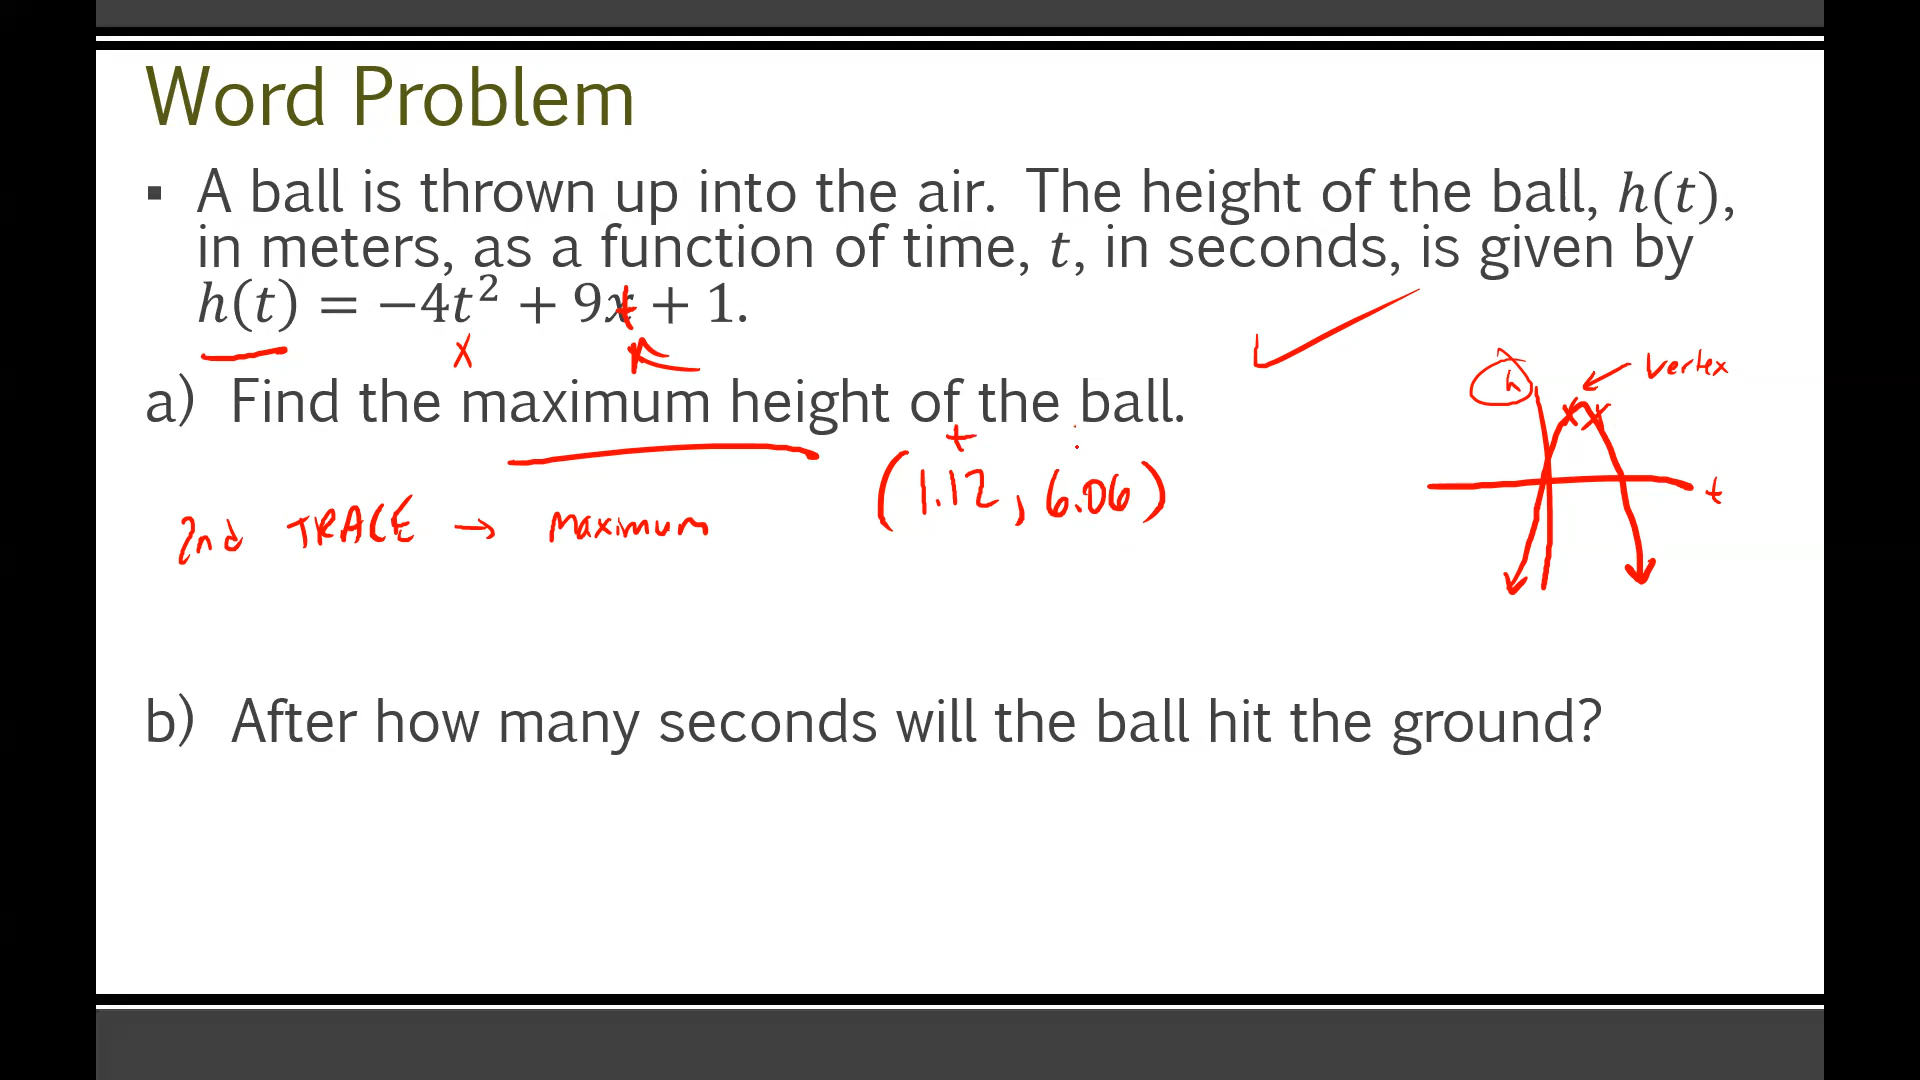 Word Problem
▪ A ball is thrown up into the air. The height of the ball, h(t),
in meters, as a function of time, t, in seconds, is given by
h(t) = −4t² + 9x + 1.
t
x
a) Find the maximum height of the ball.
h
vertex
t
(1.12, 6.06)
2nd TRACE → Maximum
t
b) After how many seconds will the ball hit the ground?